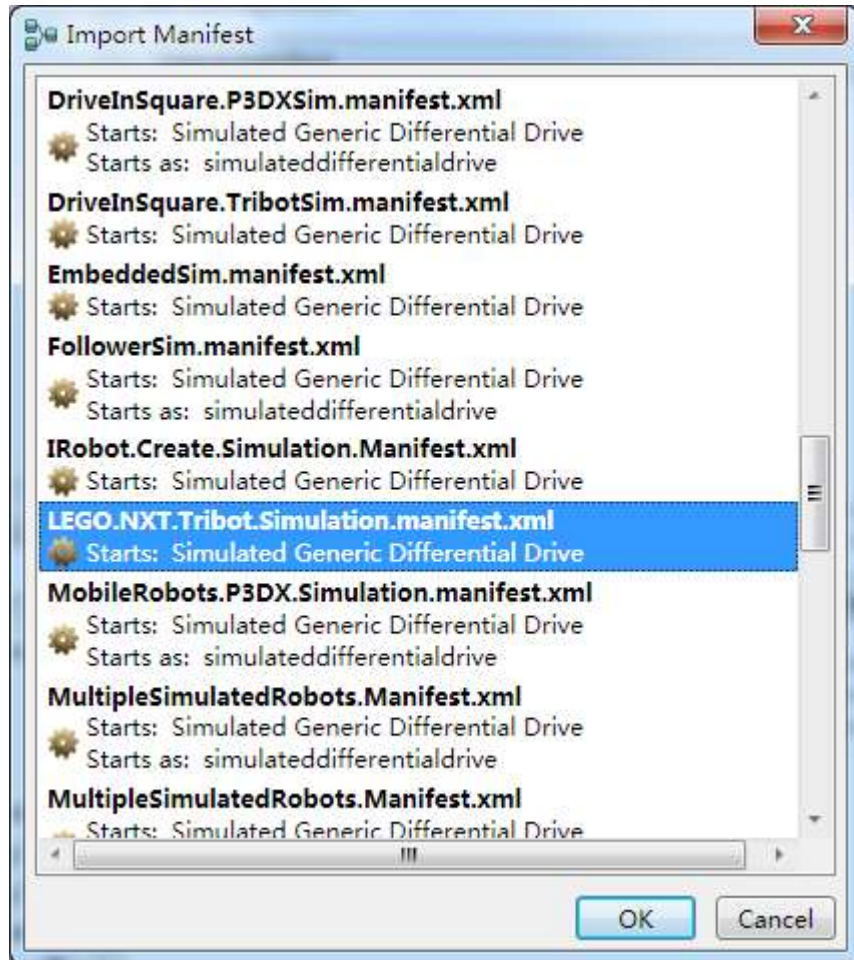 Import Manifest
DriveInSquare.P3DXSim.manifest.xml
Starts: Simulated Generic Differential Drive
Starts as: simulateddifferentialdrive
DriveInSquare.TribotSim.manifest.xml
Starts: Simulated Generic Differential Drive
EmbeddedSim.manifest.xml
Starts: Simulated Generic Differential Drive
FollowerSim.manifest.xml
Starts: Simulated Generic Differential Drive
Starts as: simulateddifferentialdrive
IRobot.Create.Simulation.Manifest.xml
Starts: Simulated Generic Differential Drive
LEGO.NXT.Tribot.Simulation.manifest.xml
Starts: Simulated Generic Differential Drive
MobileRobots.P3DX.Simulation.manifest.xml
Starts: Simulated Generic Differential Drive
Starts as: simulateddifferentialdrive
MultipleSimulatedRobots.Manifest.xml
Starts: Simulated Generic Differential Drive
Starts as: simulateddifferentialdrive
MultipleSimulatedRobots.Manifest.xml
Starts: Simulated Generic Differential Drive
OK Cancel